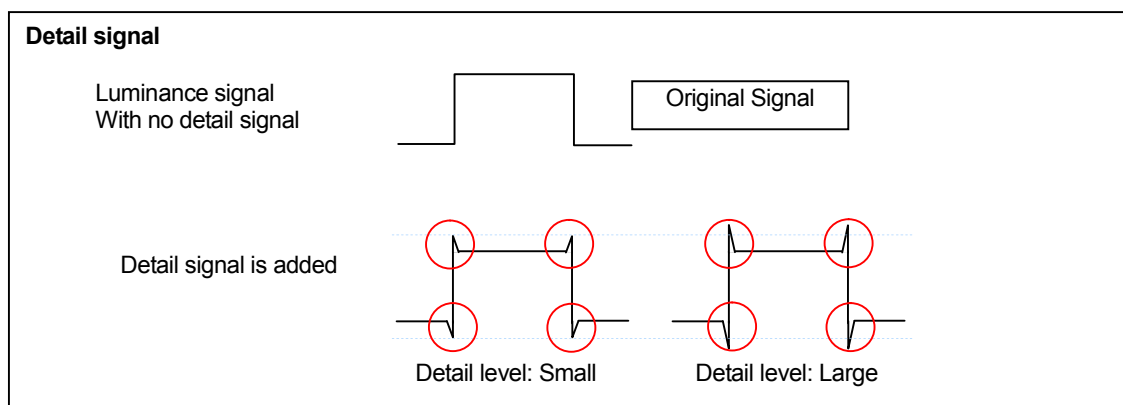 Detail signal
Luminance signal
With no detail signal
Original Signal
Detail signal is added
Detail level: Small
Detail level: Large